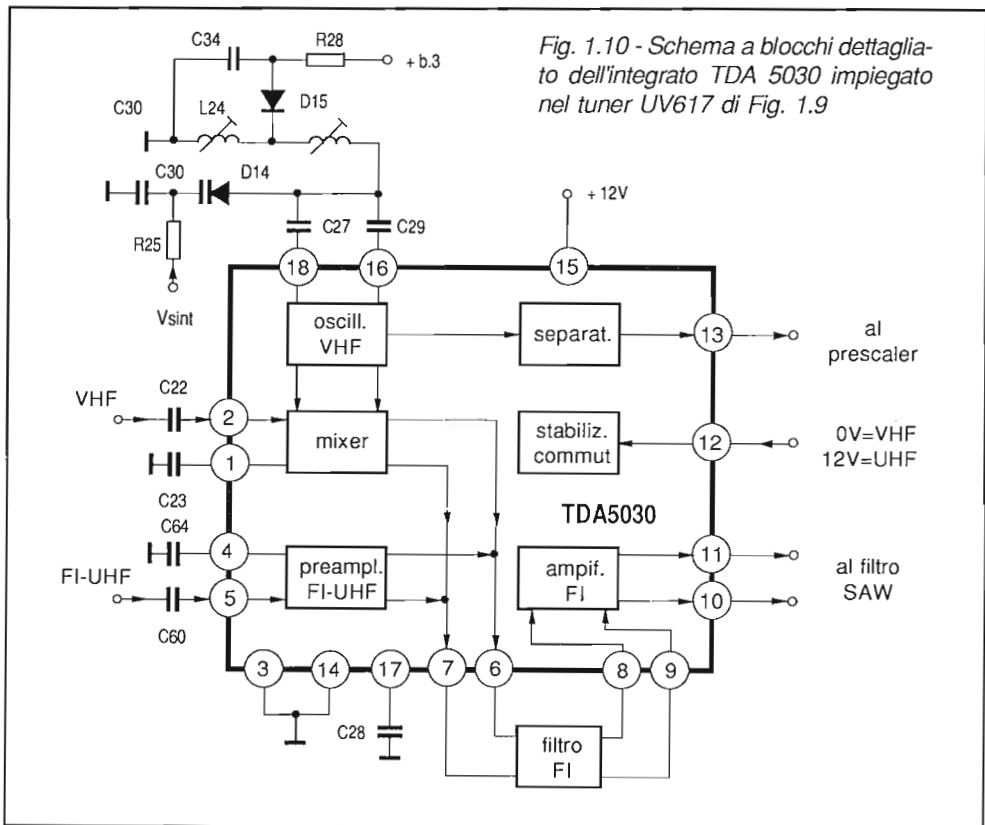 Fig. 1.10 - Schema a blocchi dettaglia-
to dell'integrato TDA 5030 impiegato
nel tuner UV617 di Fig. 1.9
C34
R28
+ b.3
D15
C30
L24
C30
D14
R25
Vsint
C27
C29
+ 12V
18
16
15
oscill.
VHF
separat.
13
al
prescaler
VHF
C22
2
mixer
stabiliz.
commut
12
0V=VHF
12V=UHF
1
C23
TDA5030
C64
4
preampl.
FI-UHF
ampif.
FI
11
al filtro
SAW
FI-UHF
5
10
C60
3
14
17
7
6
8
9
C28
filtro
FI